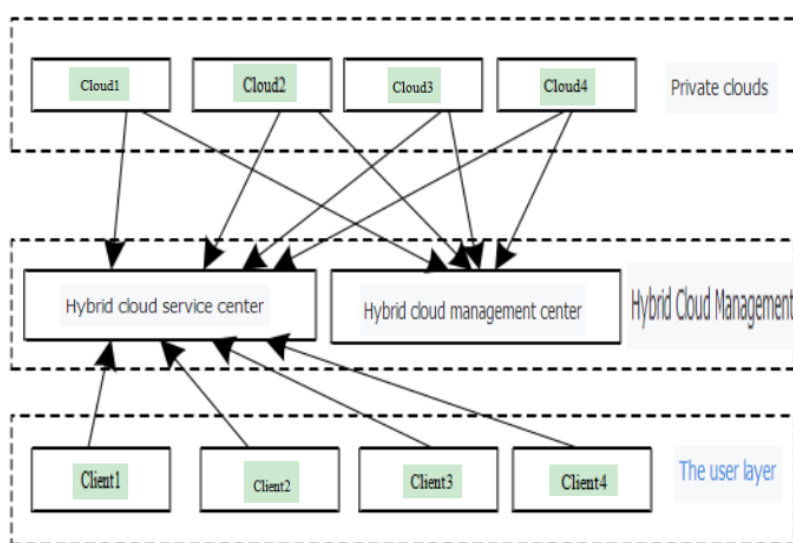 Cloud1
Cloud2
Cloud3
Cloud4
Private clouds
Hybrid cloud service center
Hybrid cloud management center
Hybrid Cloud Management
Client1
Client2
Client3
Client4
The user layer